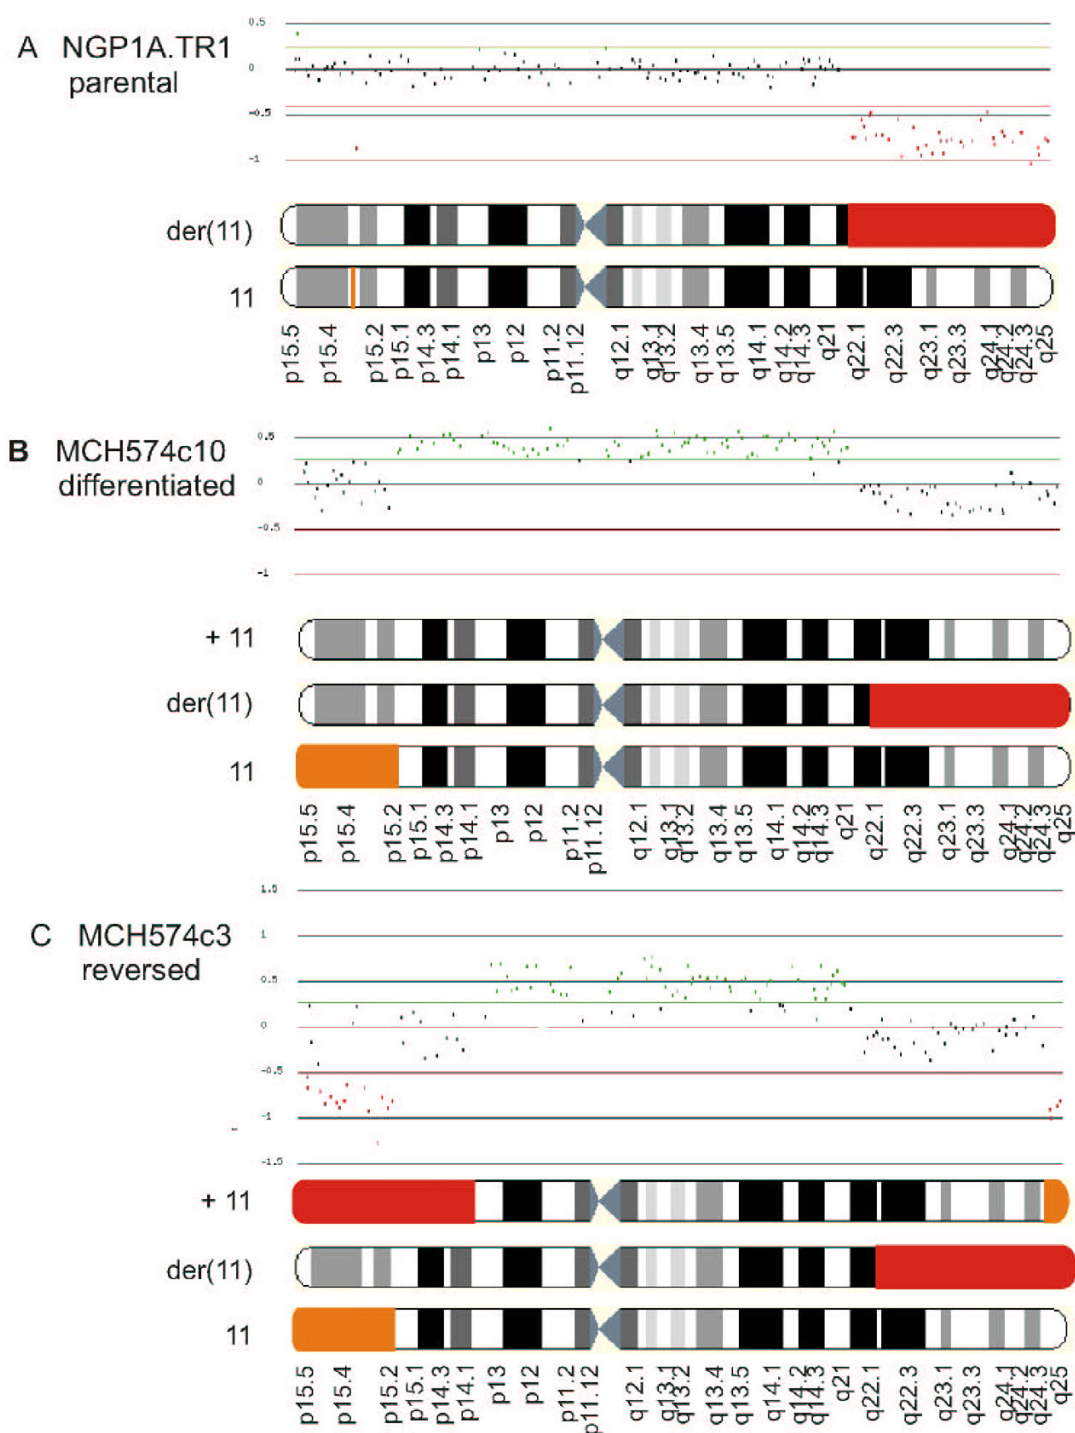 A NGP1A.TR1
parental
0.5
0
-0.5
-1
der(11)
11
p15.5 p15.4 p15.2 p15.1 p14.3 p14.1 p13 p12 p11.2 p11.12 q12.1 q13.1 q13.2 q13.4 q13.5 q14.1 q14.2 q14.3 q21 q22.1 q22.3 q23.1 q23.3 q24.1 q24.2 q24.3 q25
B MCH574c10
differentiated
0.5
0
-0.5
-1
+ 11
der(11)
11
p15.5 p15.4 p15.2 p15.1 p14.3 p14.1 p13 p12 p11.2 p11.12 q12.1 q13.1 q13.2 q13.4 q13.5 q14.1 q14.2 q14.3 q21 q22.1 q22.3 q23.1 q23.3 q24.1 q24.2 q24.3 q25
C MCH574c3
reversed
1.5
1
0.5
0
-0.5
-1
-1.5
+ 11
der(11)
11
p15.5 p15.4 p15.2 p15.1 p14.3 p14.1 p13 p12 p11.2 p11.12 q12.1 q13.1 q13.2 q13.4 q13.5 q14.1 q14.2 q14.3 q21 q22.1 q22.3 q23.1 q23.3 q24.1 q24.2 q24.3 q25